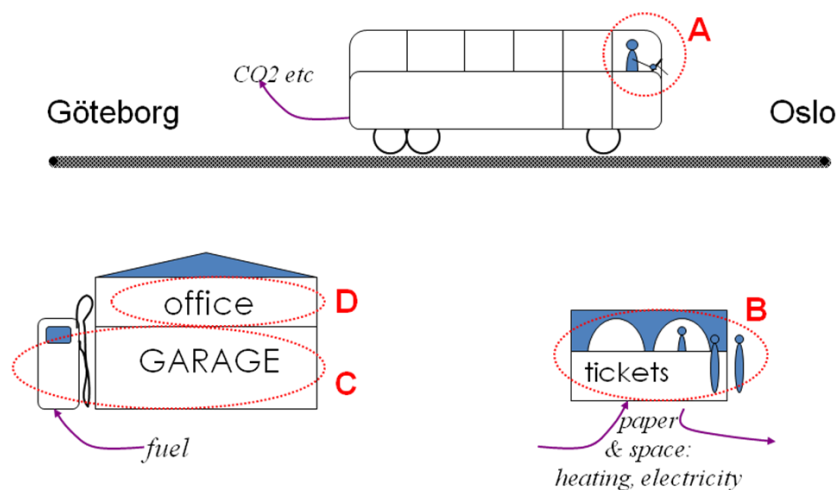 A
CO2 etc
Göteborg
Oslo
office
D
GARAGE
C
fuel
B
tickets
paper
& space:
heating, electricity